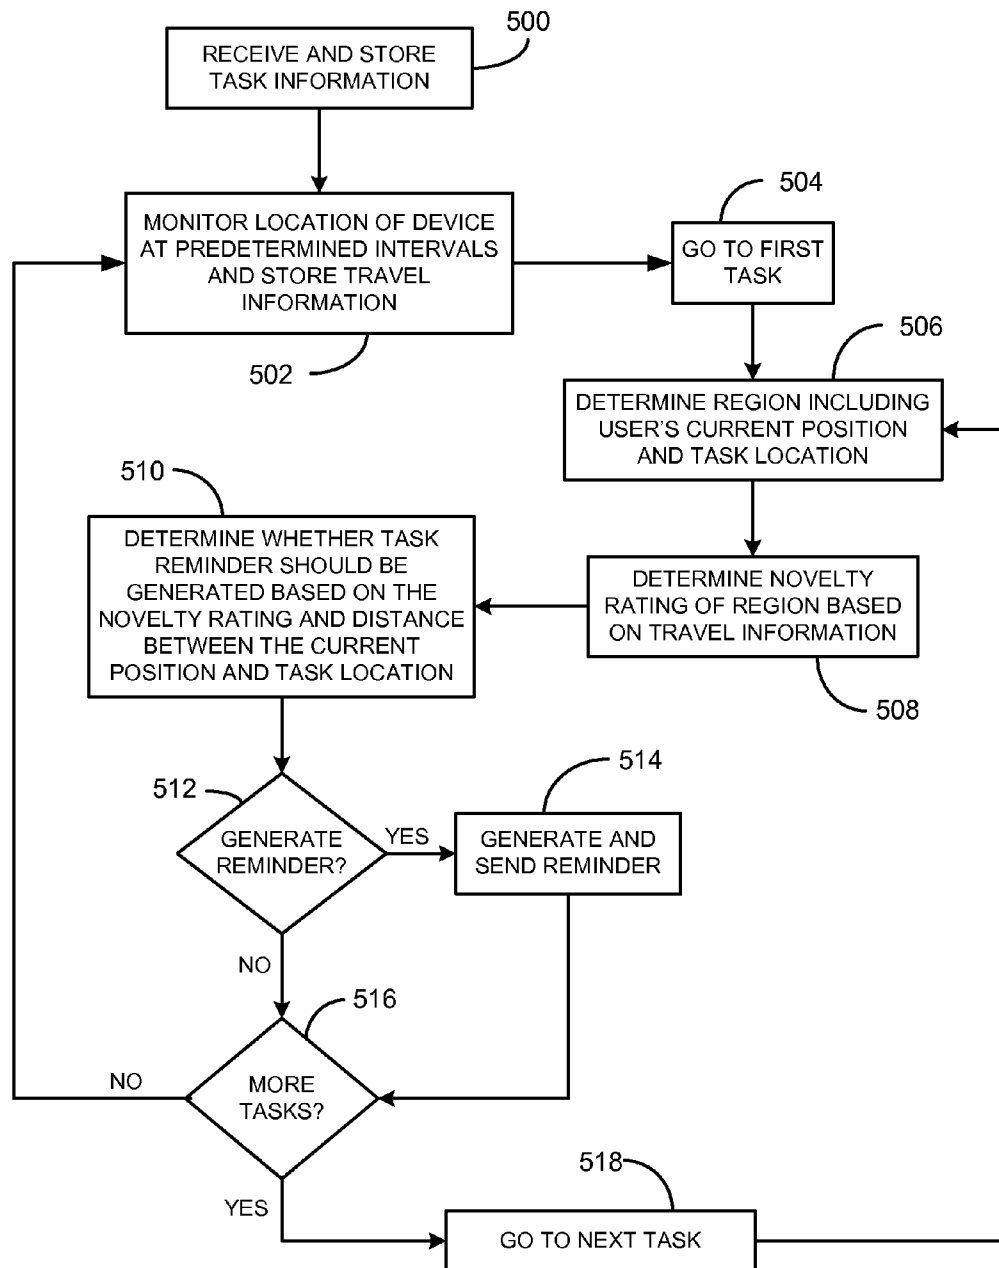 500
RECEIVE AND STORE
TASK INFORMATION
504
MONITOR LOCATION OF DEVICE
AT PREDETERMINED INTERVALS
AND STORE TRAVEL
INFORMATION
GO TO FIRST
TASK
502
506
DETERMINE REGION INCLUDING
USER'S CURRENT POSITION
AND TASK LOCATION
510
DETERMINE WHETHER TASK
REMINDER SHOULD BE
GENERATED BASED ON THE
NOVELTY RATING AND DISTANCE
BETWEEN THE CURRENT
POSITION AND TASK LOCATION
DETERMINE NOVELTY
RATING OF REGION BASED
ON TRAVEL INFORMATION
508
512
GENERATE
REMINDER?
YES
514
GENERATE AND
SEND REMINDER
NO
516
MORE
TASKS?
NO
YES
518
GO TO NEXT TASK